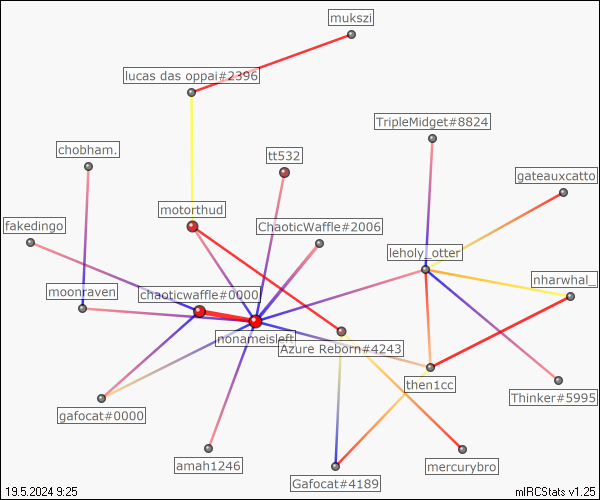 mukszi
lucas das oppai#2396
TripleMidget#8824
chobham.
tt532
gateauxcatto
motorthud
ChaoticWaffle#2006
fakedingo
leholy_otter
nharwhal_
moonraven
chaoticwaffle#0000
nonameisleft
Azure Reborn#4243
then1cc
Thinker#5995
gafocat#0000
amah1246
mercurybro
Gafocat#4189
19.5.2024 9:25
mIRCStats v1.25